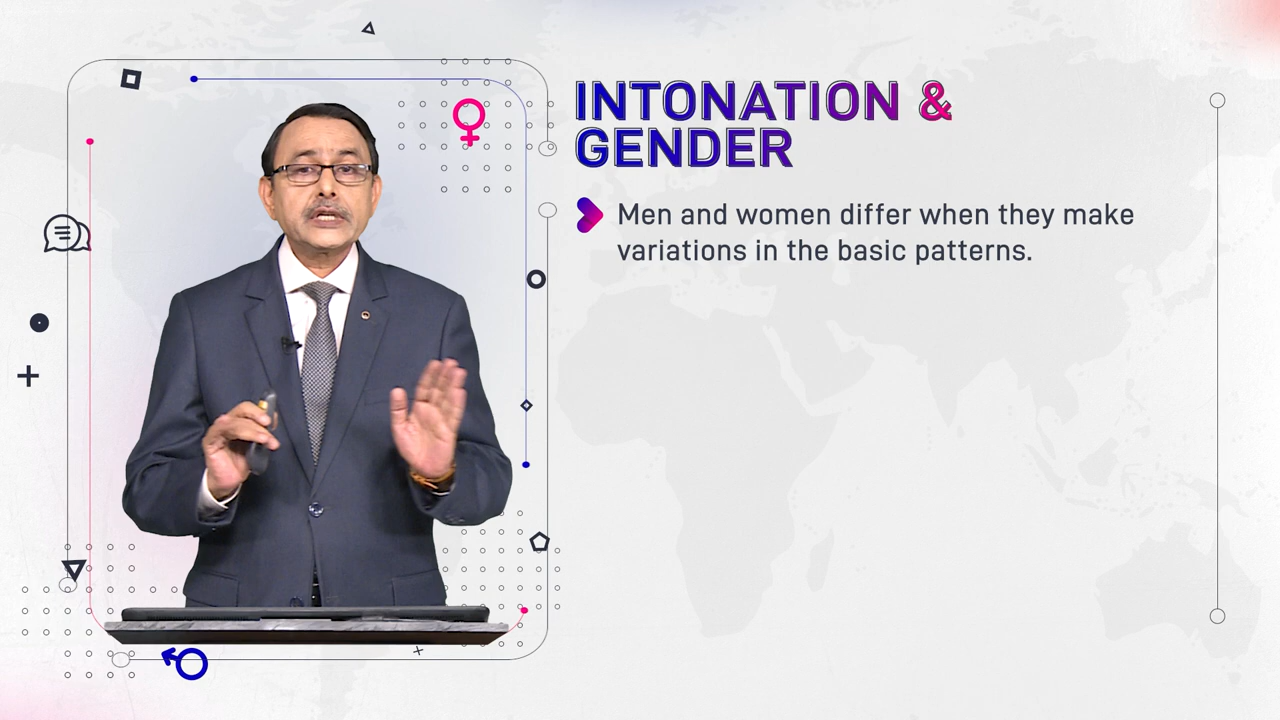 INTONATION &
GENDER
Men and women differ when they make
variations in the basic patterns.